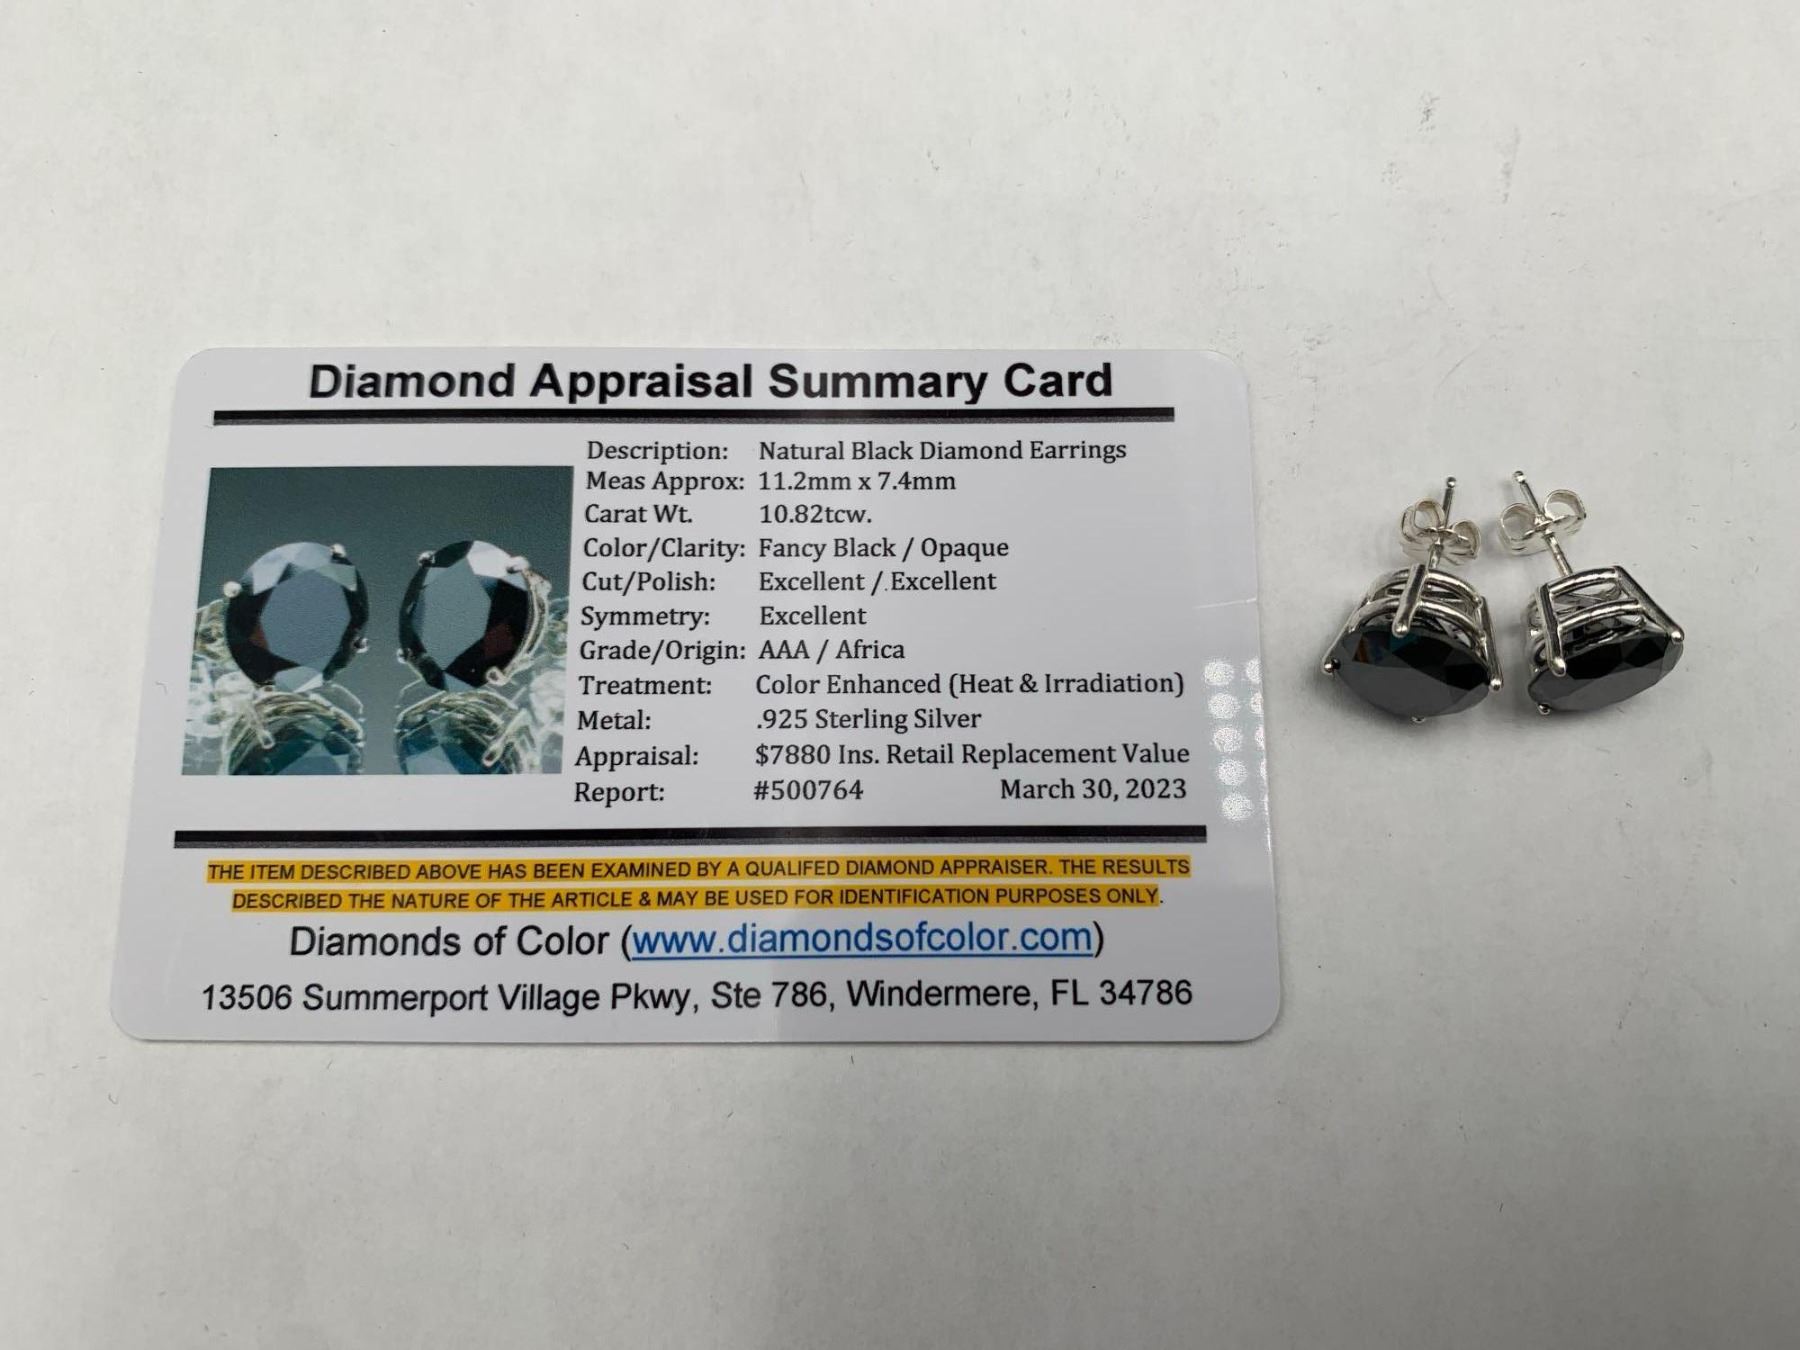 Diamond Appraisal Summary Card
Description: Natural Black Diamond Earrings
Meas Approx: 11.2mm x 7.4mm
Carat Wt. 10.82tcw.
Color/Clarity: Fancy Black / Opaque
Cut/Polish: Excellent / Excellent
Symmetry: Excellent
Grade/Origin: AAA / Africa
Treatment: Color Enhanced (Heat & Irradiation)
Metal: .925 Sterling Silver
Appraisal: $7880 Ins. Retail Replacement Value
Report: #500764 March 30, 2023
THE ITEM DESCRIBED ABOVE HAS BEEN EXAMINED BY A QUALIFED DIAMOND APPRAISER. THE RESULTS
DESCRIBED THE NATURE OF THE ARTICLE & MAY BE USED FOR IDENTIFICATION PURPOSES ONLY.
Diamonds of Color (www.diamondsofcolor.com)
13506 Summerport Village Pkwy, Ste 786, Windermere, FL 34786